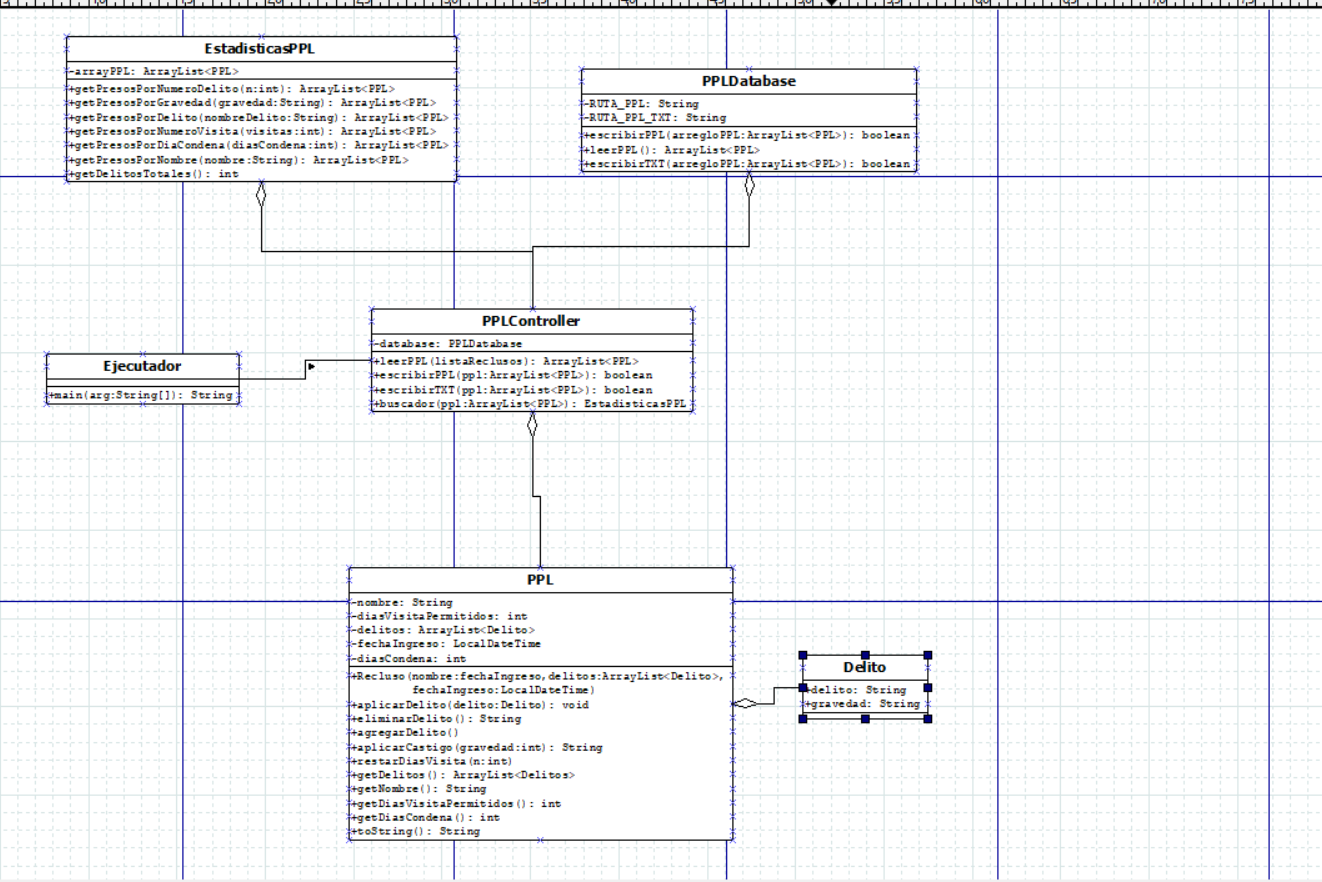 EstadisticasPPL
-arrayPPL: ArrayList<PPL>
+getPresosPorNumeroDelito(n:int): ArrayList<PPL>
+getPresosPorGravedad(gravedad:String): ArrayList<PPL>
+getPresosPorDelito(nombreDelito:String): ArrayList<PPL>
+getPresosPorNumeroVisita(visitas:int): ArrayList<PPL>
+getPresosPorDiaCondena(diasCondena:int): ArrayList<PPL>
+getPresosPorNombre(nombre:String): ArrayList<PPL>
+getDelitosTotales(): int
PPLDatabase
-RUTA_PPL: String
-RUTA_PPL_TXT: String
+escribirPPL(arregloPPL:ArrayList<PPL>): boolean
+leerPPL(): ArrayList<PPL>
+escribirTXT(arregloPPL:ArrayList<PPL>): boolean
PPLController
-database: PPLDatabase
+leerPPL(listaReclusos): ArrayList<PPL>
+escribirPPL(ppl:ArrayList<PPL>): boolean
+escribirTXT(ppl:ArrayList<PPL>): boolean
+buscador(ppl:ArrayList<PPL>): EstadisticasPPL
Ejecutador
+main(arg:String[]): String
PPL
-nombre: String
-diasVisitaPermitidos: int
-delitos: ArrayList<Delito>
-fechaIngreso: LocalDateTime
-diasCondena: int
+Recluso(nombre:fechaIngreso,delitos:ArrayList<Delito>,
fechaIngreso:LocalDateTime)
+aplicarDelito(delito:Delito): void
+eliminarDelito(): String
+agregarDelito()
+aplicarCastigo(gravedad:int): String
+restarDiasVisita(n:int)
+getDelitos(): ArrayList<Delitos>
+getNombre(): String
+getDiasVisitaPermitidos(): int
+getDiasCondena(): int
+toString(): String
Delito
+delito: String
+gravedad: String